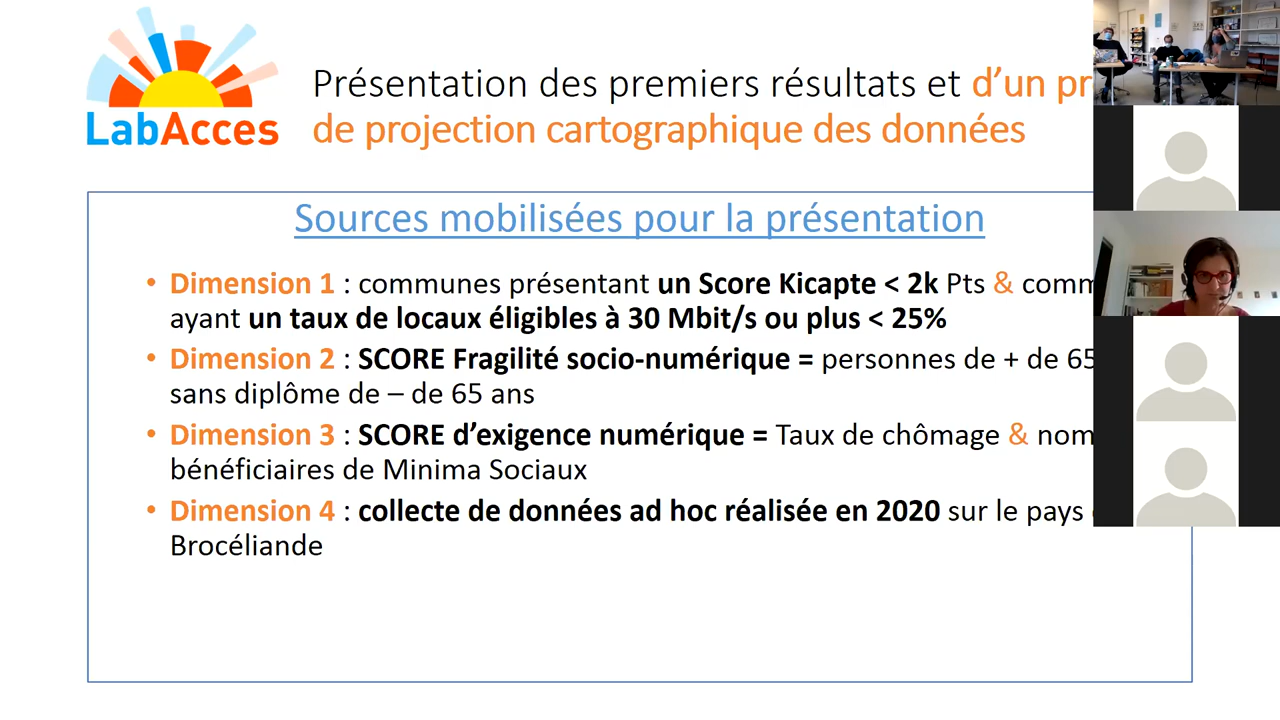 LabAcces
Présentation des premiers résultats et d’un
de projection cartographique des données
Sources mobilisées pour la présentation
• Dimension 1 : communes présentant un Score Kicapte < 2k Pts &
ayant un taux de locaux éligibles à 30 Mbit/s ou plus < 25%
• Dimension 2 : SCORE Fragilité socio-numérique = personnes de + de 65
sans diplôme de – de 65 ans
• Dimension 3 : SCORE d’exigence numérique = Taux de chômage &
bénéficiaires de Minima Sociaux
• Dimension 4 : collecte de données ad hoc réalisée en 2020 sur le pays
Brocéliande